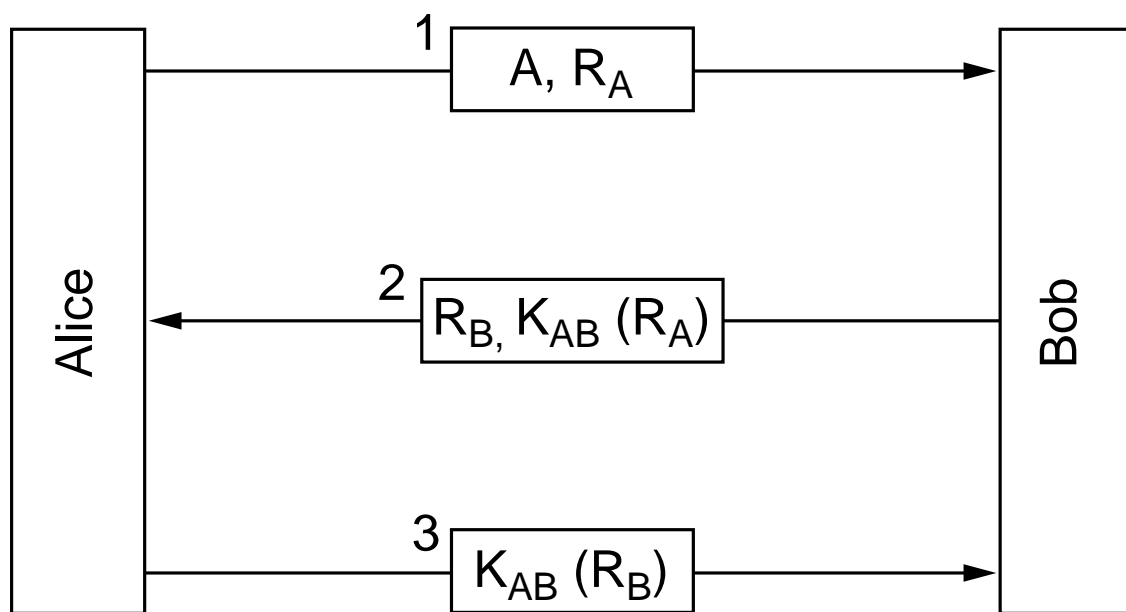 1
A, R_A
Alice
2
R_B, K_AB (R_A)
Bob
3
K_AB (R_B)